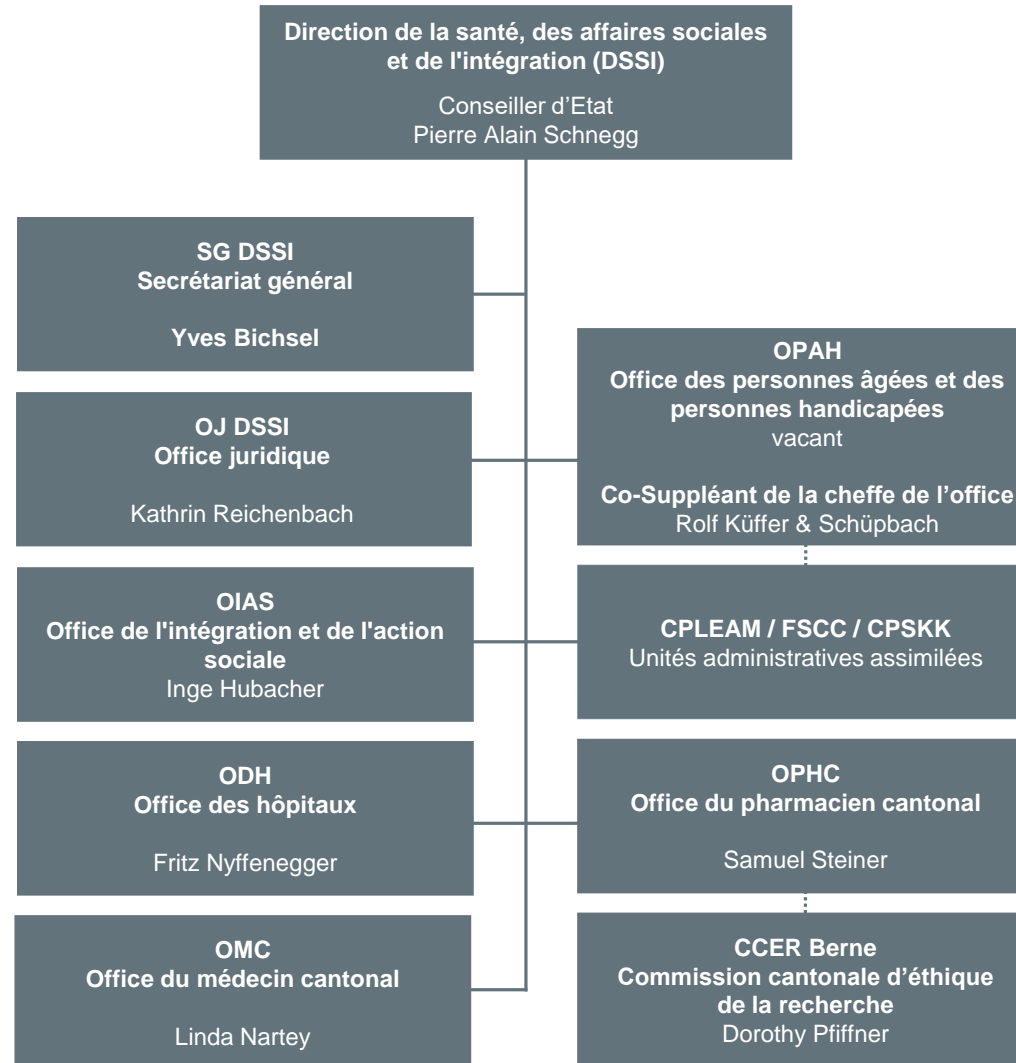 Direction de la santé, des affaires sociales
et de l'intégration (DSSI)
Conseiller d’Etat
Pierre Alain Schnegg
SG DSSI
Secrétariat général
Yves Bichsel
OJ DSSI
Office juridique
Kathrin Reichenbach
OIAS
Office de l'intégration et de l'action
sociale
Inge Hubacher
ODH
Office des hôpitaux
Fritz Nyffenegger
OMC
Office du médecin cantonal
Linda Nartey
OPAH
Office des personnes âgées et des
personnes handicapées
vacant
Co-Suppléant de la cheffe de l’office
Rolf Küffer & Schüpbach
CPLEAM / FSCC / CPSKK
Unités administratives assimilées
OPHC
Office du pharmacien cantonal
Samuel Steiner
CCER Berne
Commission cantonale d’éthique
de la recherche
Dorothy Pfiffner